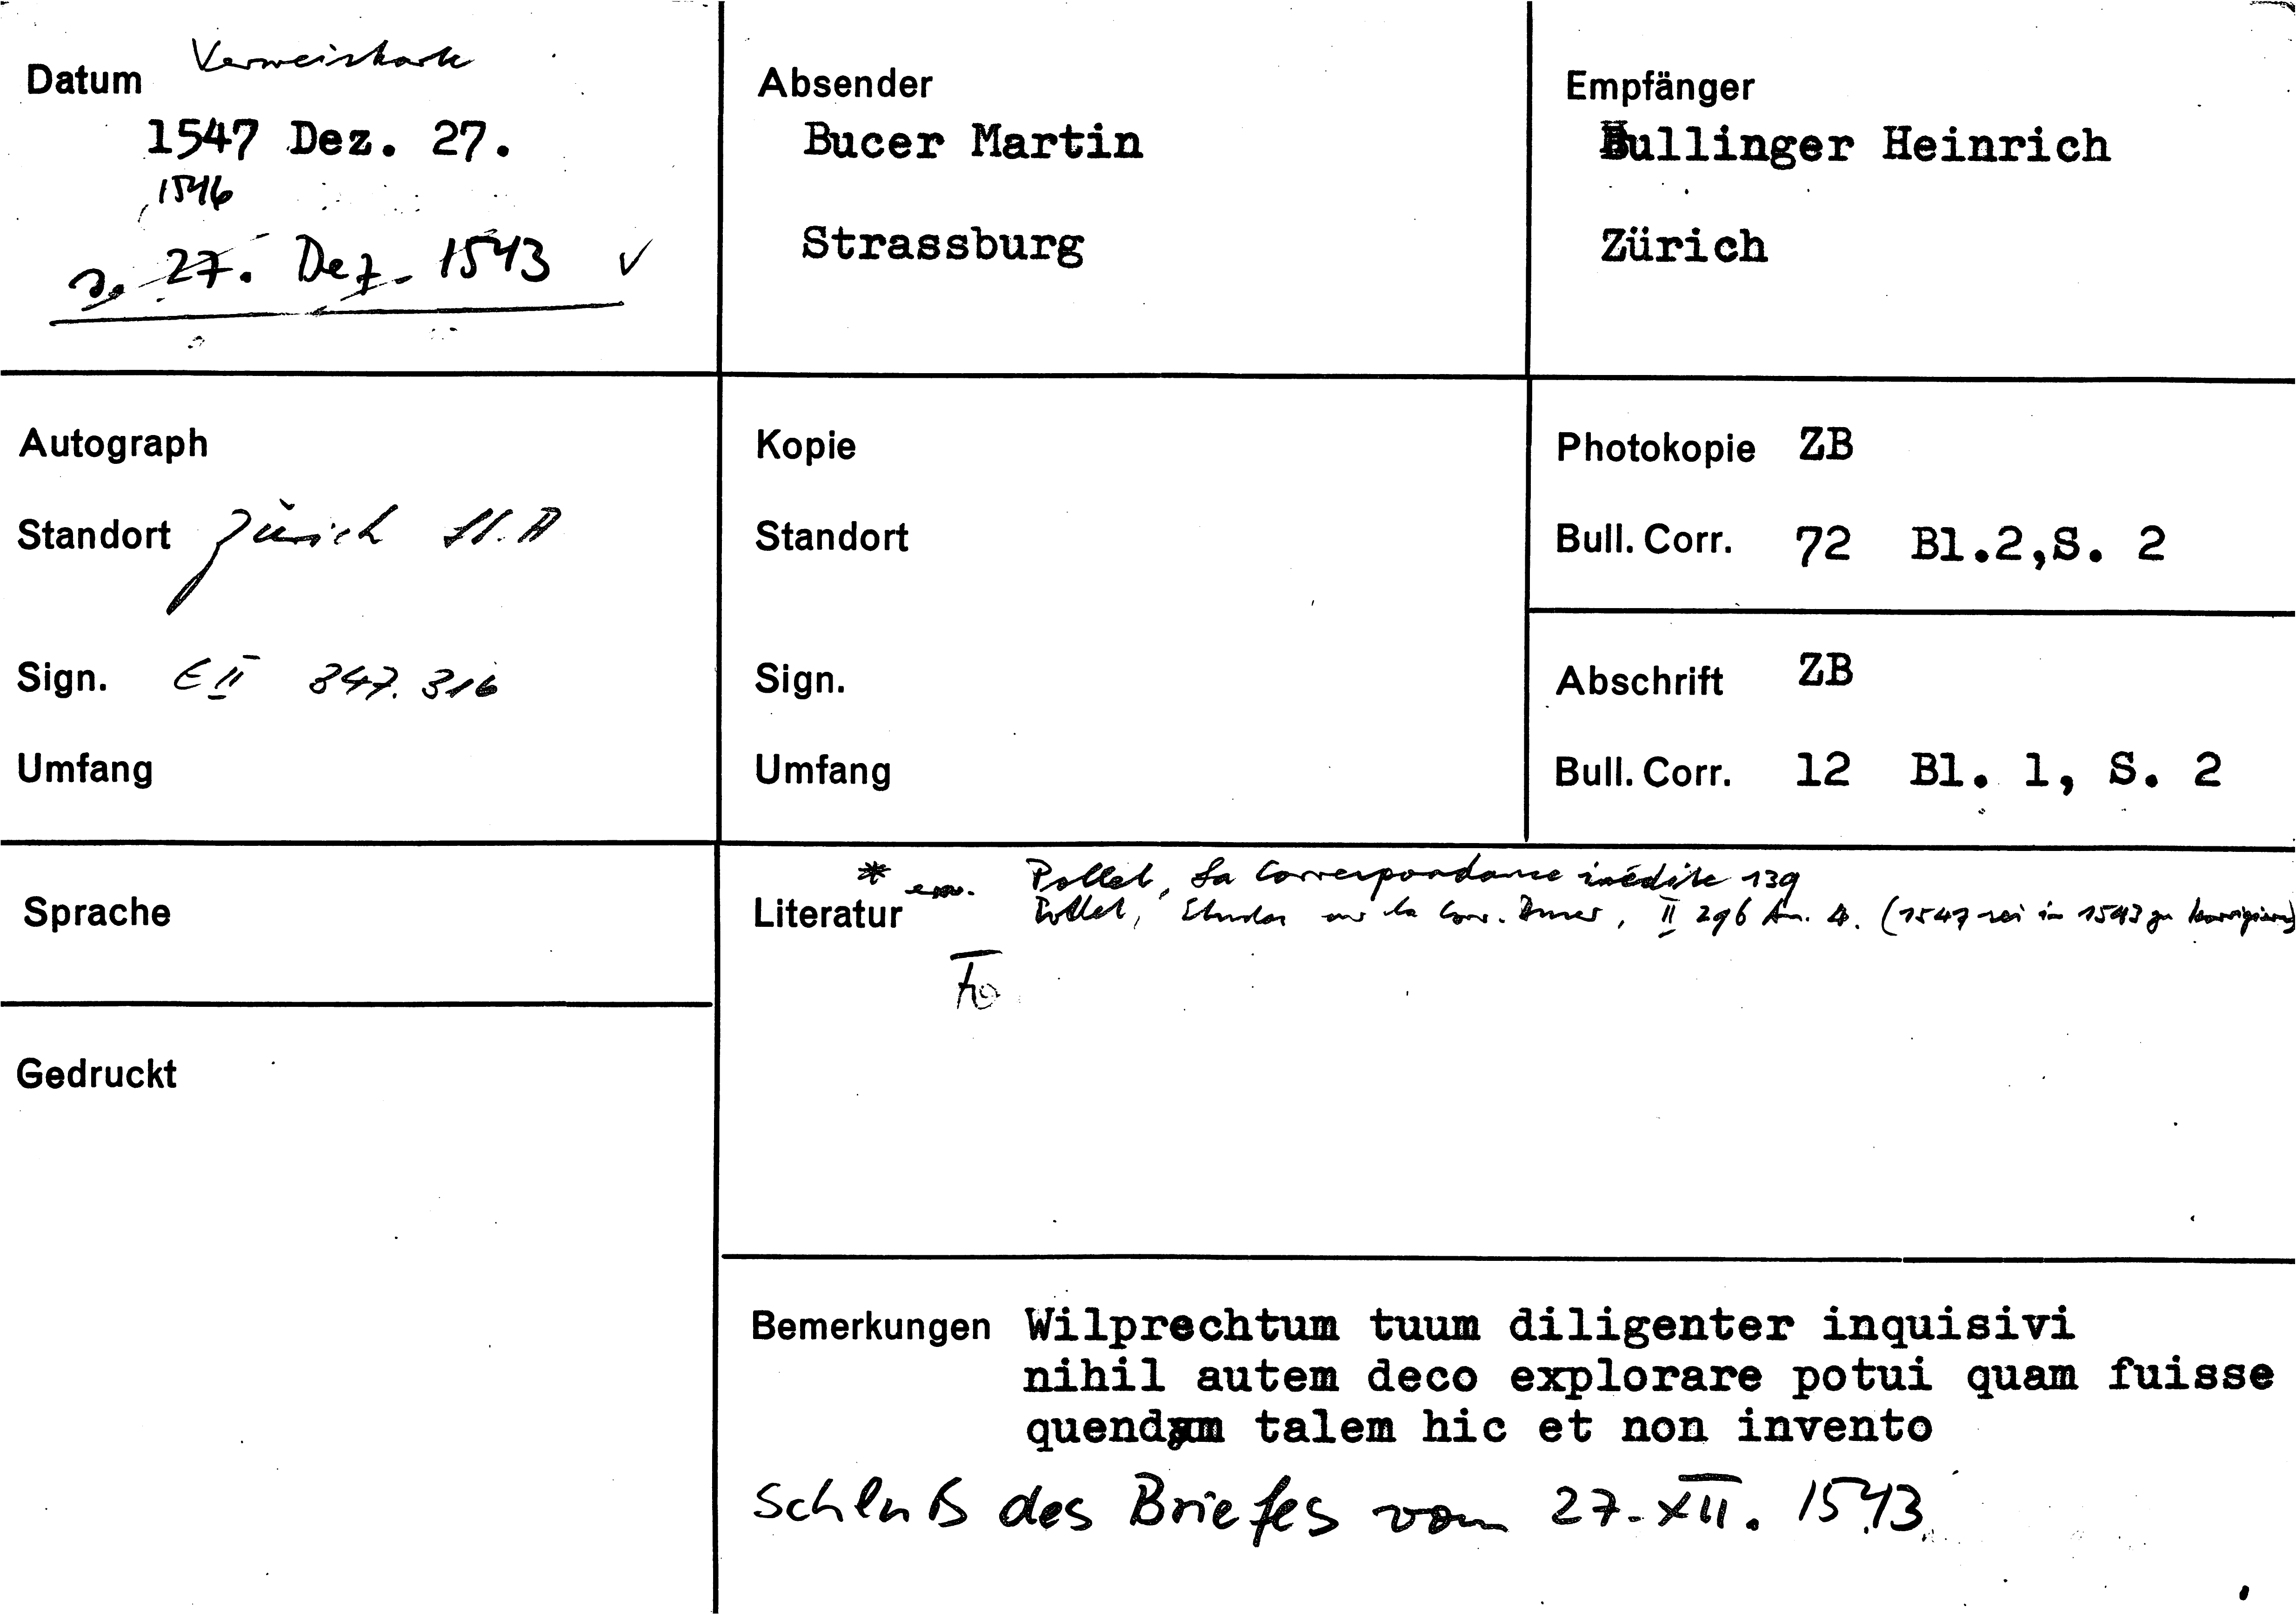 Datum Verweiskarte
1547 Dez. 27.
1546
s. 27. Dez. 1543 ✓
Absender
Bucer Martin
Strassburg
Empfänger
Bullinger Heinrich
Zürich
Autograph
Standort Zürich St.A
Sign. E II 347. 316
Umfang
Kopie
Standort
Sign.
Umfang
Photokopie ZB
Bull. Corr. 72 Bl.2,S. 2
Abschrift ZB
Bull. Corr. 12 Bl. 1, S. 2
Sprache
Gedruckt
* Pollet, La Correspondance inédite 139
Literatur Pollet, Etudes sur la Corr. Bucer, II 296 An. 4. (1547 sei in 1543 zu korrigieren)
Bemerkungen Wilprechtum tuum diligenter inquisivi
nihil autem deco explorare potui quam fuisse
quendam talem hic et non invento
Schluß des Briefes vom 27. XII. 1543